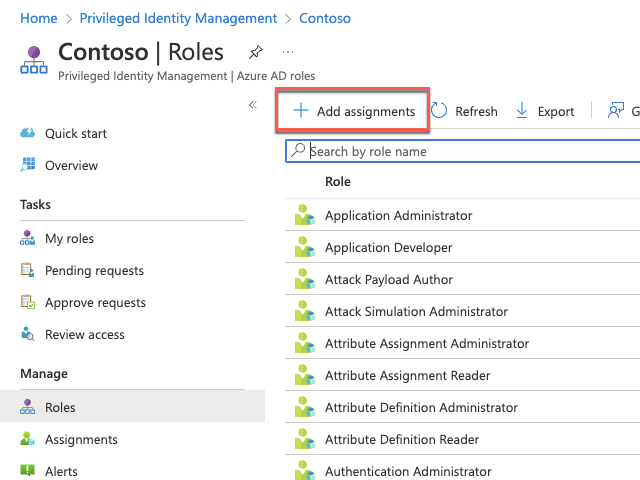 Home > Privileged Identity Management > Contoso
Contoso | Roles
Privileged Identity Management | Azure AD roles
Add assignments Refresh Export G
Quick start
Overview
Tasks
My roles
Pending requests
Approve requests
Review access
Manage
Roles
Assignments
Alerts
Search by role name
Role
Application Administrator
Application Developer
Attack Payload Author
Attack Simulation Administrator
Attribute Assignment Administrator
Attribute Assignment Reader
Attribute Definition Administrator
Attribute Definition Reader
Authentication Administrator